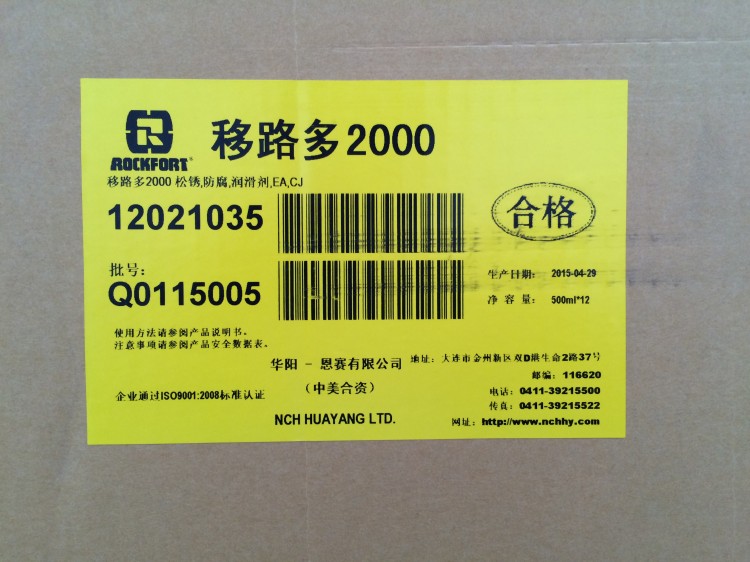 ROCKFORT®
移路多2000
移路多2000 松锈,防腐,润滑剂,EA,CJ
12021035
合格
批号:
Q0115005
生产日期: 2015-04-29
净 容 量: 500ml*12
使用方法请参阅产品说明书。
注意事项请参阅产品安全数据表。
华阳 - 恩赛有限公司
(中美合资)
企业通过ISO9001:2008标准认证
NCH HUAYANG LTD.
地址: 大连市金州新区双D港生命2路37号
邮编: 116620
电话: 0411-39215500
传真: 0411-39215522
网址: http://www.nchhy.com